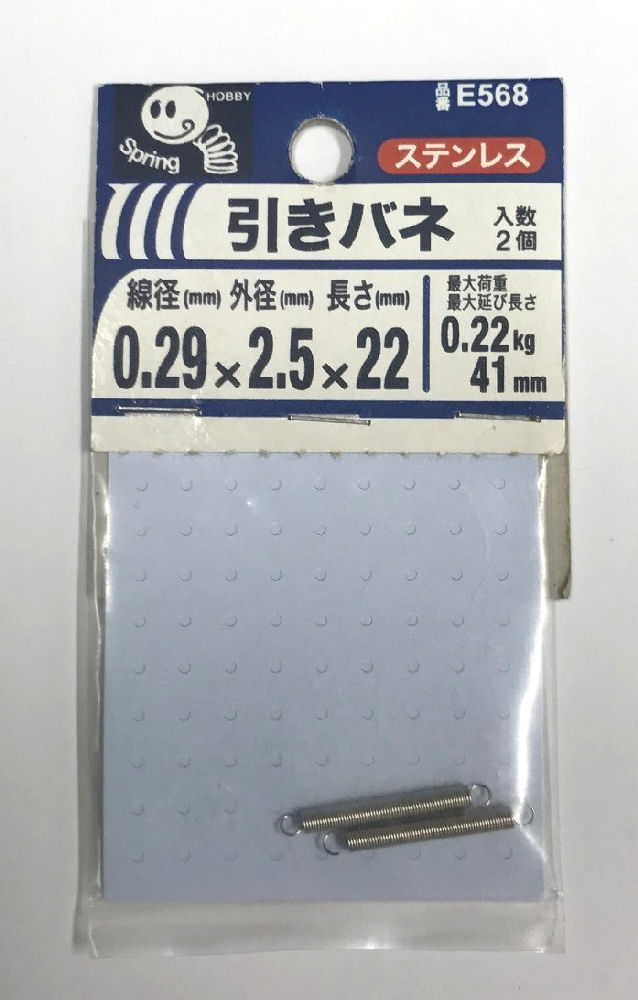 HOBBY
Spring
品番 E568
ステンレス
引きバネ
入数
2個
線径(mm) 外径(mm) 長さ(mm)
0.29×2.5×22
最大荷重
最大延び長さ
0.22kg
41mm